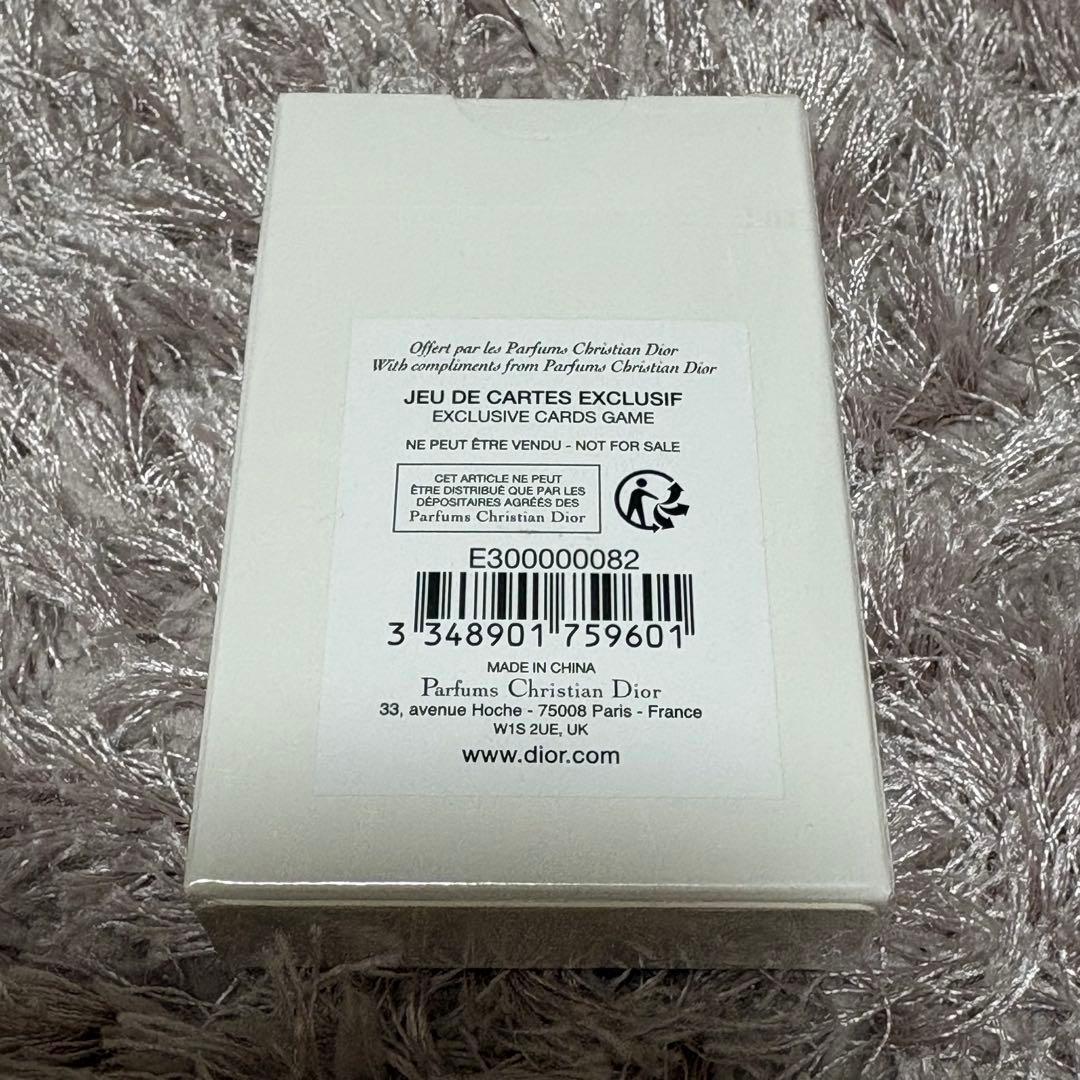 Offert par les Parfums Christian Dior
With compliments from Parfums Christian Dior
JEU DE CARTES EXCLUSIF
EXCLUSIVE CARDS GAME
NE PEUT ÊTRE VENDU - NOT FOR SALE
CET ARTICLE NE PEUT
ÊTRE DISTRIBUÉ QUE PAR LES
DÉPOSITAIRES AGRÉÉS DES
Parfums Christian Dior
E300000082
3 348901 759601
MADE IN CHINA
Parfums Christian Dior
33, avenue Hoche - 75008 Paris - France
W1S 2UE, UK
www.dior.com